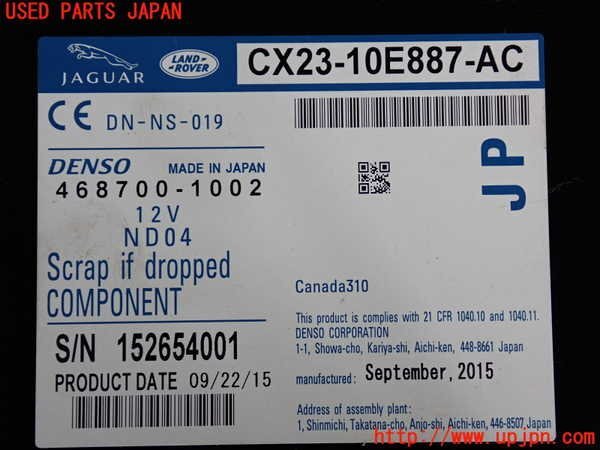 USED PARTS JAPAN
JAGUAR
LAND-ROVER
CX23-10E887-AC
CE DN-NS-019
DENSO MADE IN JAPAN
468700-1002
12V
ND04
JP
Scrap if dropped
COMPONENT
Canada310
This product is complies with 21 CFR 1040.10 and 1040.11.
DENSO CORPORATION
1-1, Showa-cho, Kariya-shi, Aichi-ken, 448-8661 Japan
S/N 152654001
PRODUCT DATE 09/22/15
manufactured: September, 2015
Address of assembly plant:
1, Shinmichi, Takatana-cho, Anjo-shi, Aichi-ken, 446-8507, Japan
http://www.upjpn.com/